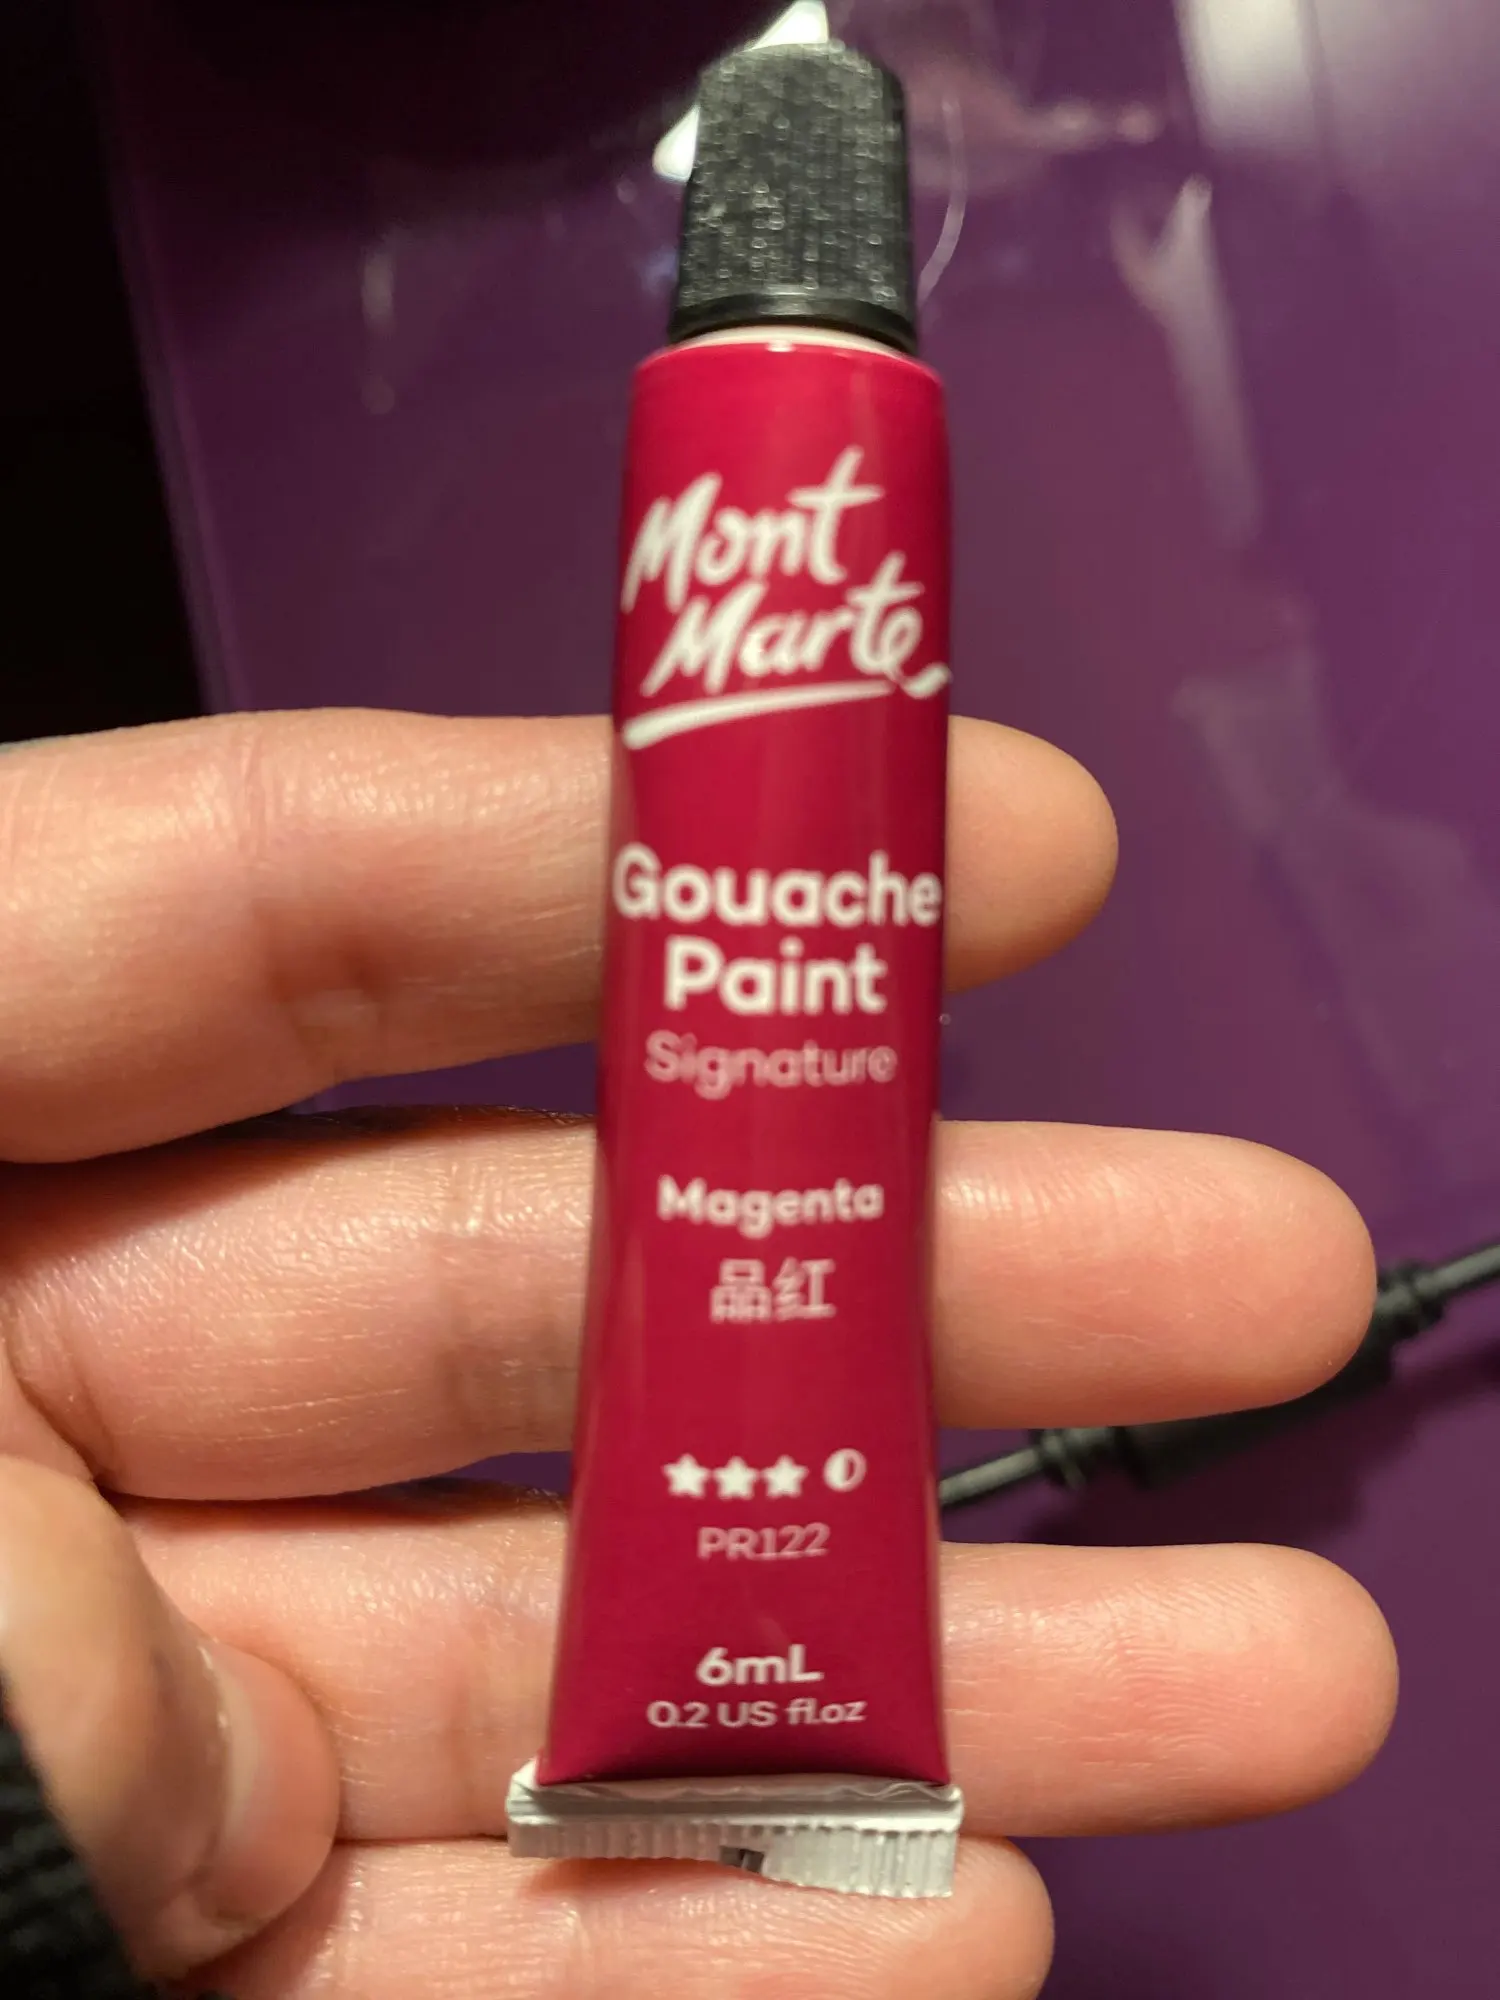 Mont
Marte
Gouache
Paint
Signature
Magenta
品红
PR122
6mL
0.2 US fl.oz